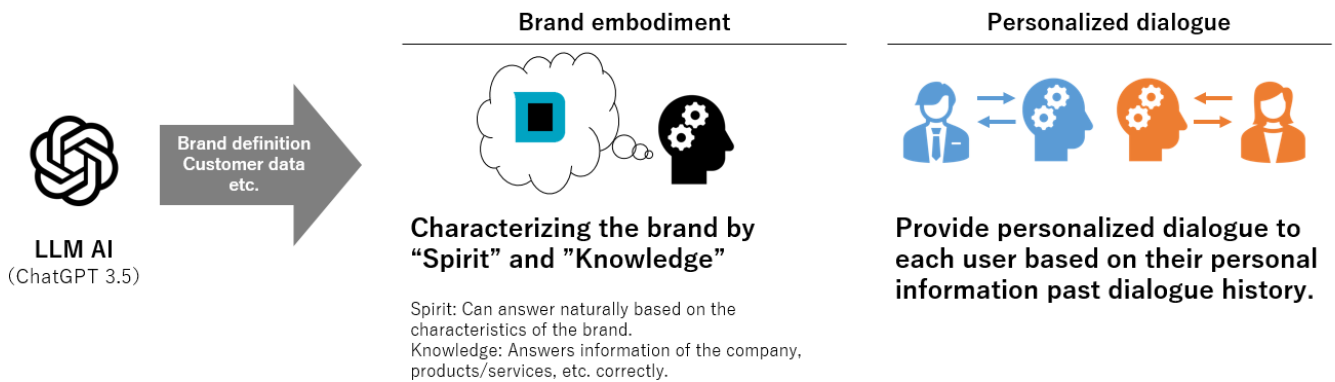 Brand definition
Customer data
etc.
LLM AI
(ChatGPT 3.5)
Brand embodiment
Characterizing the brand by
“Spirit” and ”Knowledge”
Spirit: Can answer naturally based on the
characteristics of the brand.
Knowledge: Answers information of the company,
products/services, etc. correctly.
Personalized dialogue
Provide personalized dialogue to
each user based on their personal
information past dialogue history.